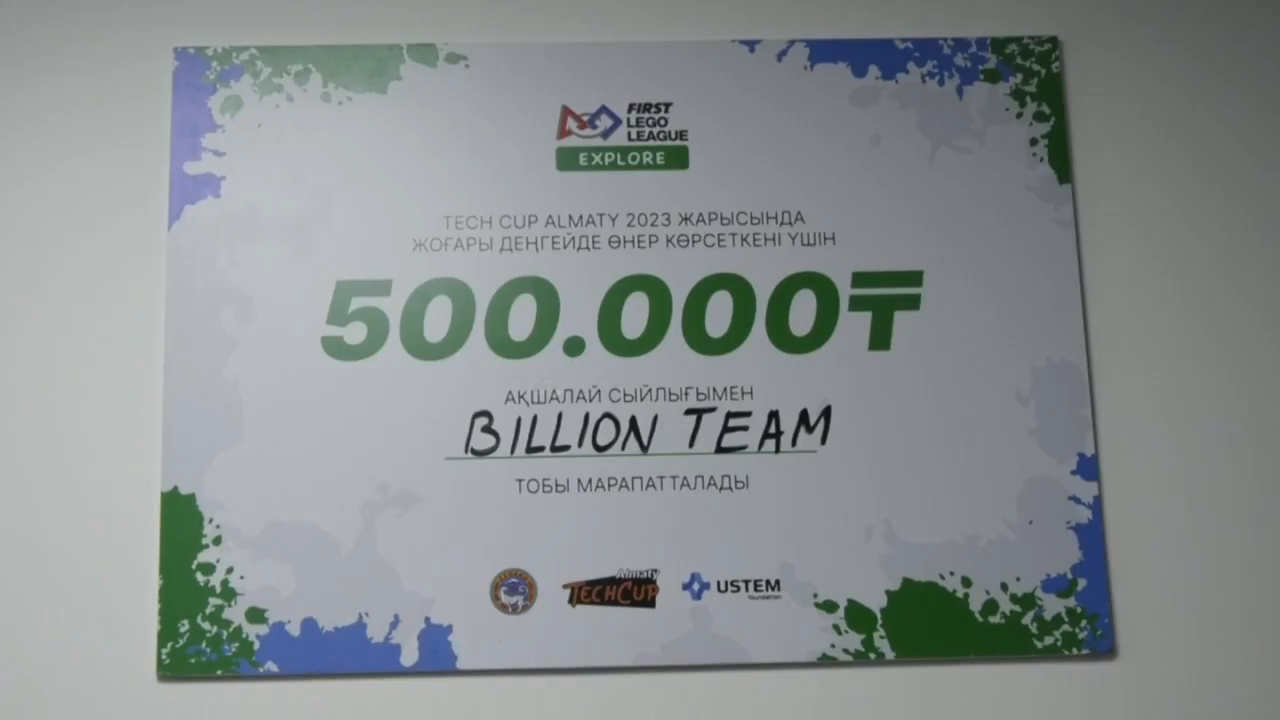 FIRST
LEGO
LEAGUE
EXPLORE
TECH CUP ALMATY 2023 ЖАРЫСЫНДА
ЖОҒАРЫ ДЕҢГЕЙДЕ ӨНЕР КӨРСЕТКЕНІ ҮШІН
500.000₸
АҚШАЛАЙ СЫЙЛЫҒЫМЕН
BILLION TEAM
ТОБЫ МАРАПАТТАЛАДЫ
Almaty
TECHCUP
USTEM
foundation